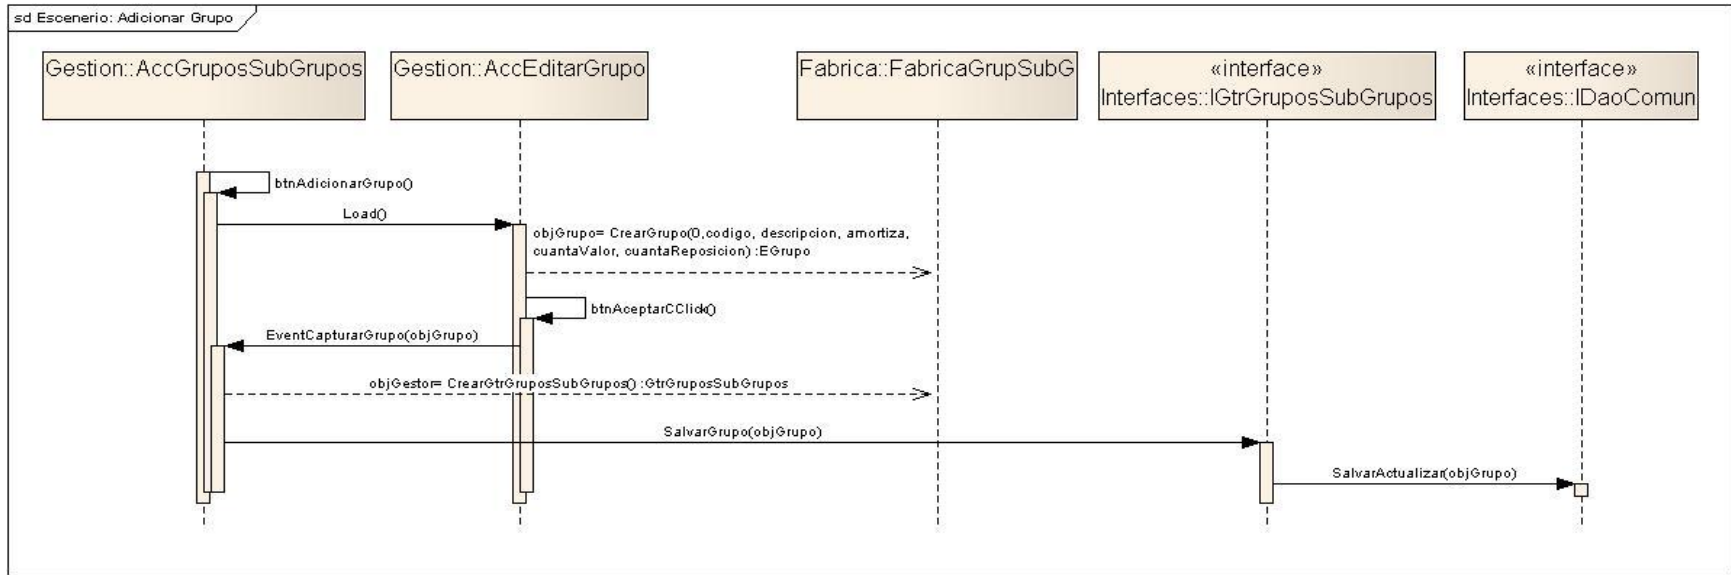 sd Escenerio: Adicionar Grupo
Gestion::AccGruposSubGrupos
Gestion::AccEditarGrupo
Fabrica::FabricaGrupSubG
«interface»
Interfaces::IGtrGruposSubGrupos
«interface»
Interfaces::IDaoComun
btnAdicionarGrupo()
Load()
objGrupo= CrearGrupo(0,codigo, descripcion, amortiza,
cuantaValor, cuantaReposicion) :EGrupo
btnAceptarCClick()
EventCapturarGrupo(objGrupo)
objGestor= CrearGtrGruposSubGrupos() :GtrGruposSubGrupos
SalvarGrupo(objGrupo)
SalvarActualizar(objGrupo)